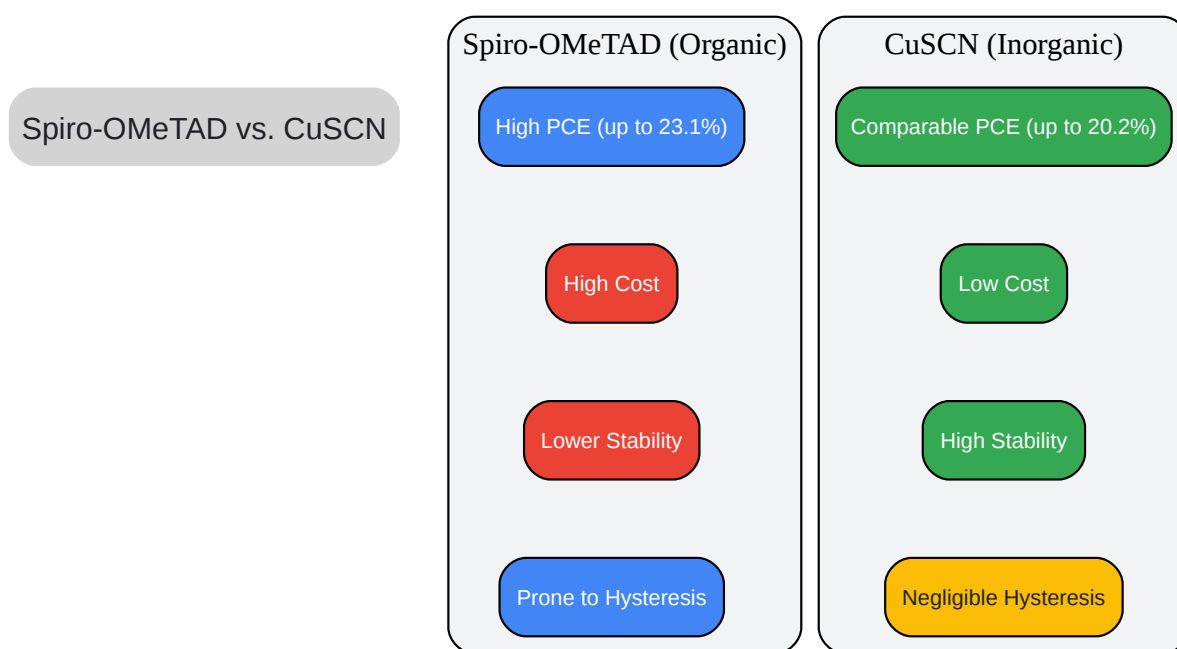 Spiro-OMeTAD vs. CuSCN
Spiro-OMeTAD (Organic)
High PCE (up to 23.1%)
High Cost
Lower Stability
Prone to Hysteresis
CuSCN (Inorganic)
Comparable PCE (up to 20.2%)
Low Cost
High Stability
Negligible Hysteresis